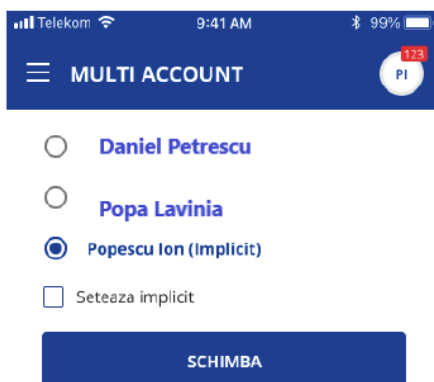 Telekom 9:41 AM 99%
MULTI ACCOUNT
123
PI
Daniel Petrescu
Popa Lavinia
Popescu Ion (Implicit)
Seteaza implicit
SCHIMBA